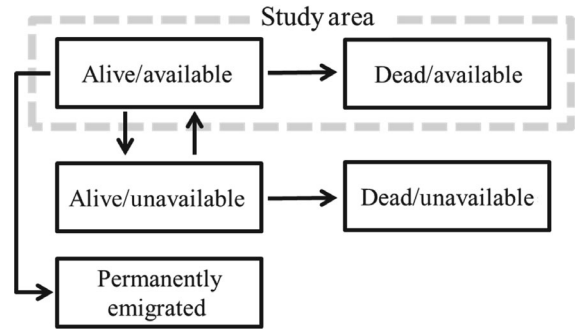 Study area
Alive/available
Dead/available
Alive/unavailable
Dead/unavailable
Permanently
emigrated